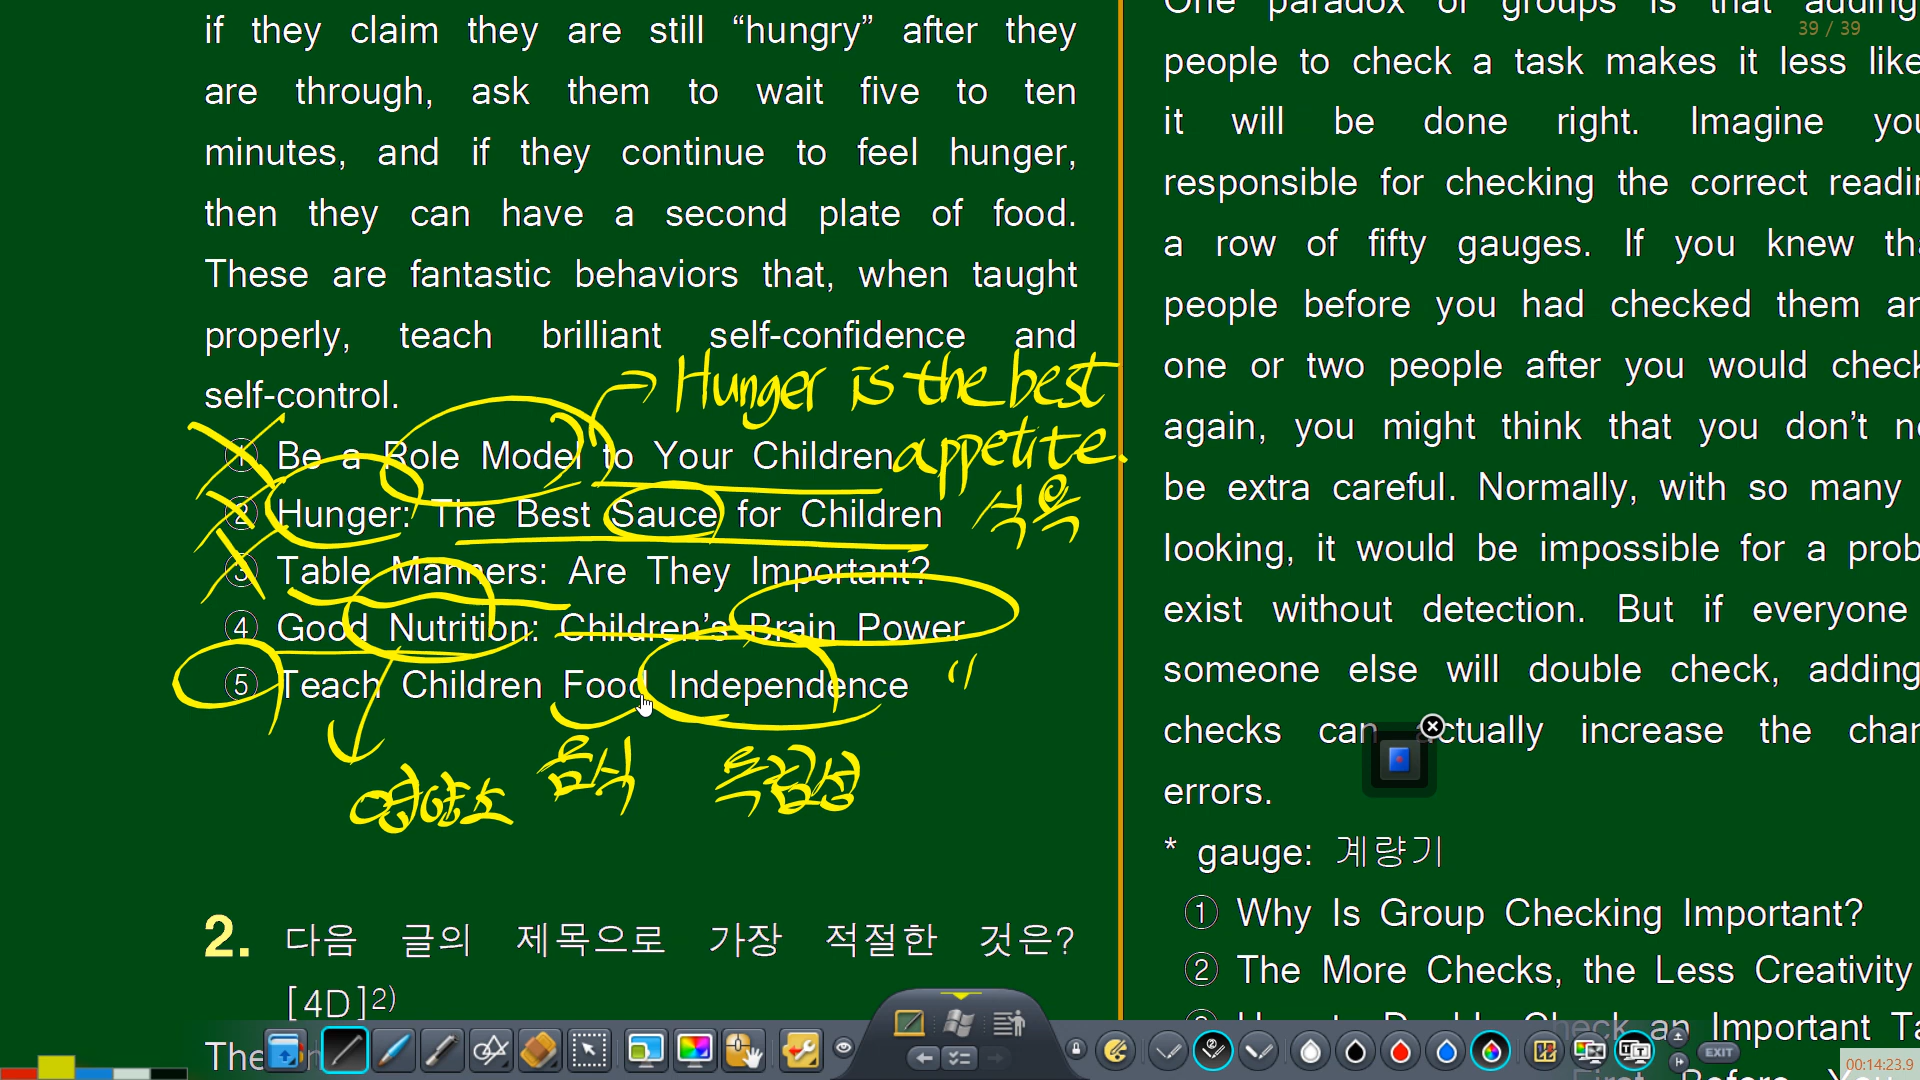 if they claim they are still “hungry” after they
are through, ask them to wait five to ten
minutes, and if they continue to feel hunger,
then they can have a second plate of food.
These are fantastic behaviors that, when taught
properly, teach brilliant self-confidence and
self-control.
Hunger is the best
appetite.
식욕
① Be a Role Model to Your Children
② Hunger: The Best Sauce for Children
③ Table Manners: Are They Important?
④ Good Nutrition: Children’s Brain Power
⑤ Teach Children Food Independence
영양소
음식
독립성
2. 다음 글의 제목으로 가장 적절한 것은?
[4D]2)
The
One paradox of groups is that adding
people to check a task makes it less
it will be done right. Imagine
responsible for checking the correct
a row of fifty gauges. If you knew
people before you had checked them
one or two people after you would check
again, you might think that you don’t
be extra careful. Normally, with so many
looking, it would be impossible for a
exist without detection. But if everyone
someone else will double check, adding
checks can actually increase the
errors.
* gauge: 계량기
① Why Is Group Checking Important?
② The More Checks, the Less Creativity
Check an Important
39 / 39
EXIT
00:14:23.9